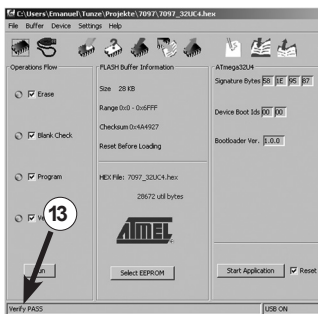 C:\Users\Emanuel\Tunze\Projekte\7097\7097_32UC4.hex
File Buffer Device Settings Help
Operations Flow
FLASH Buffer Information
ATmega32U4
Signature Bytes 58 1E 95 87
Erase
Size 28 KB
Range 0x0 - 0x6FFF
Device Boot Ids 00 00
Checksum 0x4A4927
Blank Check
Bootloader Ver. 1.0.0
Reset Before Loading
Program
HEX File: 7097_32UC4.hex
28672 util bytes
13
ATMEL
Select EEPROM
Start Application
Reset
Verify PASS
USB ON